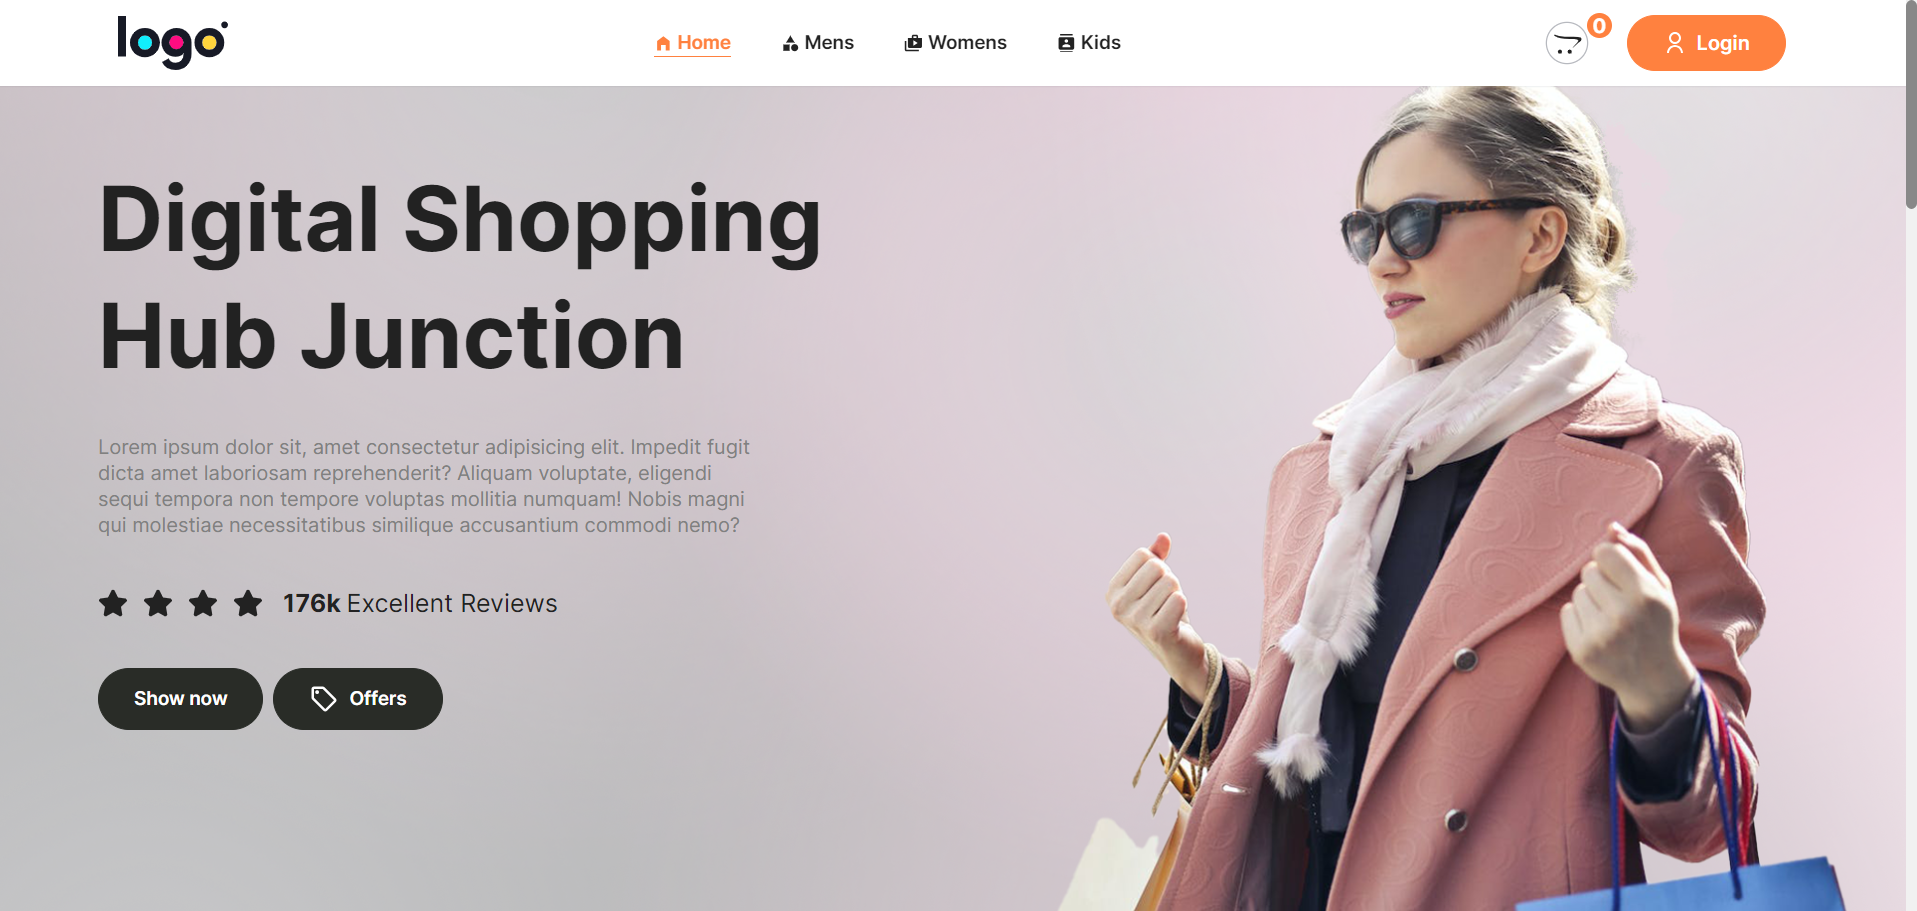 logo
Home Mens Womens Kids
0
Login
Digital Shopping
Hub Junction
Lorem ipsum dolor sit, amet consectetur adipisicing elit. Impedit fugit
dicta amet laboriosam reprehenderit? Aliquam voluptate, eligendi
sequi tempora non tempore voluptas mollitia numquam! Nobis magni
qui molestiae necessitatibus similique accusantium commodi nemo?
176k Excellent Reviews
Show now
Offers